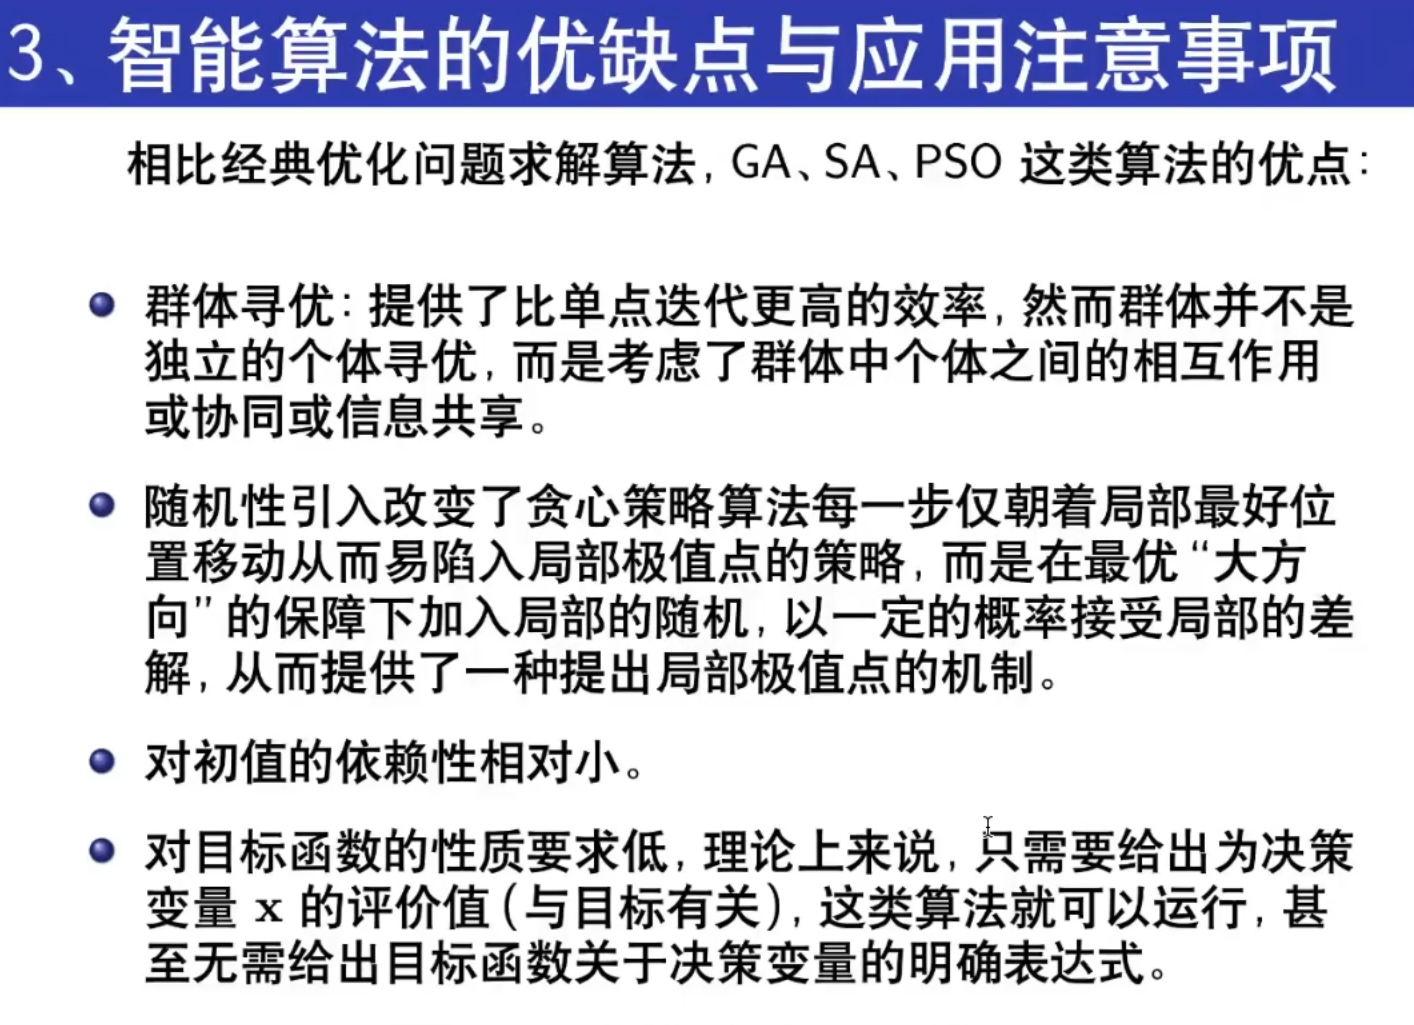 3、智能算法的优缺点与应用注意事项
相比经典优化问题求解算法, GA、SA、PSO 这类算法的优点:
群体寻优: 提供了比单点迭代更高的效率, 然而群体并不是
独立的个体寻优, 而是考虑了群体中个体之间的相互作用
或协同或信息共享。
随机性引入改变了贪心策略算法每一步仅朝着局部最好位
置移动从而易陷入局部极值点的策略, 而是在最优 “大方
向” 的保障下加入局部的随机, 以一定的概率接受局部的差
解, 从而提供了一种提出局部极值点的机制。
对初值的依赖性相对小。
对目标函数的性质要求低, 理论上来说, 只需要给出为决策
变量 x 的评价值 (与目标有关), 这类算法就可以运行, 甚
至无需给出目标函数关于决策变量的明确表达式。